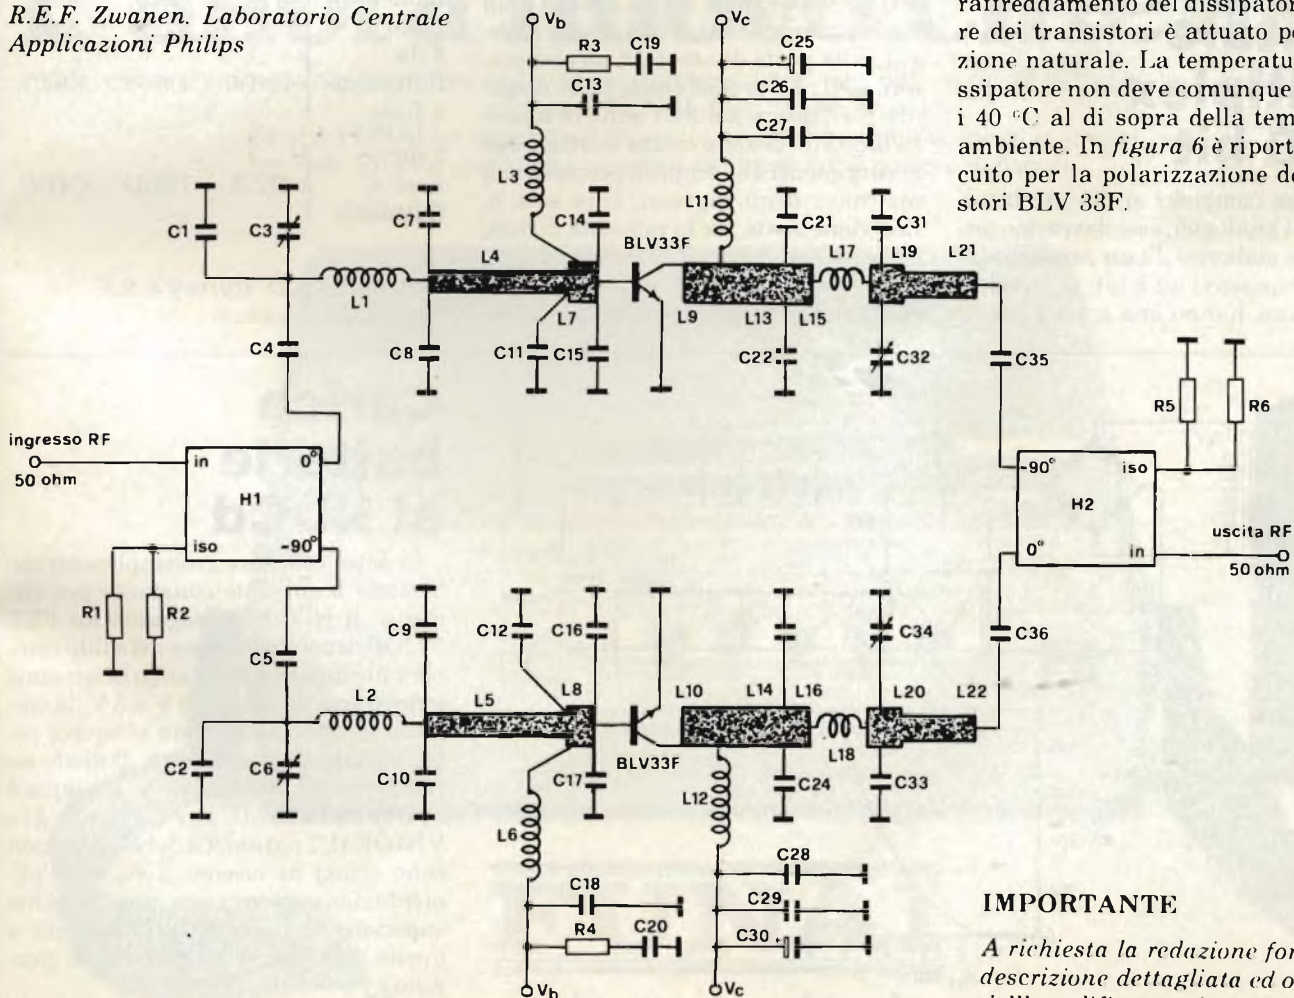 R.E.F. Zwanen. Laboratorio Centrale
Applicazioni Philips
raffreddamento del dissipator
re dei transistori è attuato pe
zione naturale. La temperatu
ssipatore non deve comunque
i 40 °C al di sopra della tem
ambiente. In figura 6 è riport
cuito per la polarizzazione de
stori BLV 33F.
Vb
Vc
R3 C19
C13
C25
C26
C27
L3
L11
C1 C3 C7 C14 BLV33F C21 C31
L1 L4 L17 L19 L21
L7 L9 L13 L15
C4 C8 C11 C15 C22 C32 C35
R5 R6
ingresso RF
50 ohm
in 0°
H1
iso -90°
-90° iso
H2
0° in
uscita RF
50 ohm
R1 R2
C5 C9 C12 C16 C34 C36
L2 L5 L8 L10 L14 L16 L20 L22
L18
C2 C6 C10 C17 BLV33F C24 C33
L6 L12
C18
R4 C20
C28
C29
C30
Vb
Vc
IMPORTANTE
A richiesta la redazione for
descrizione dettagliata ed o